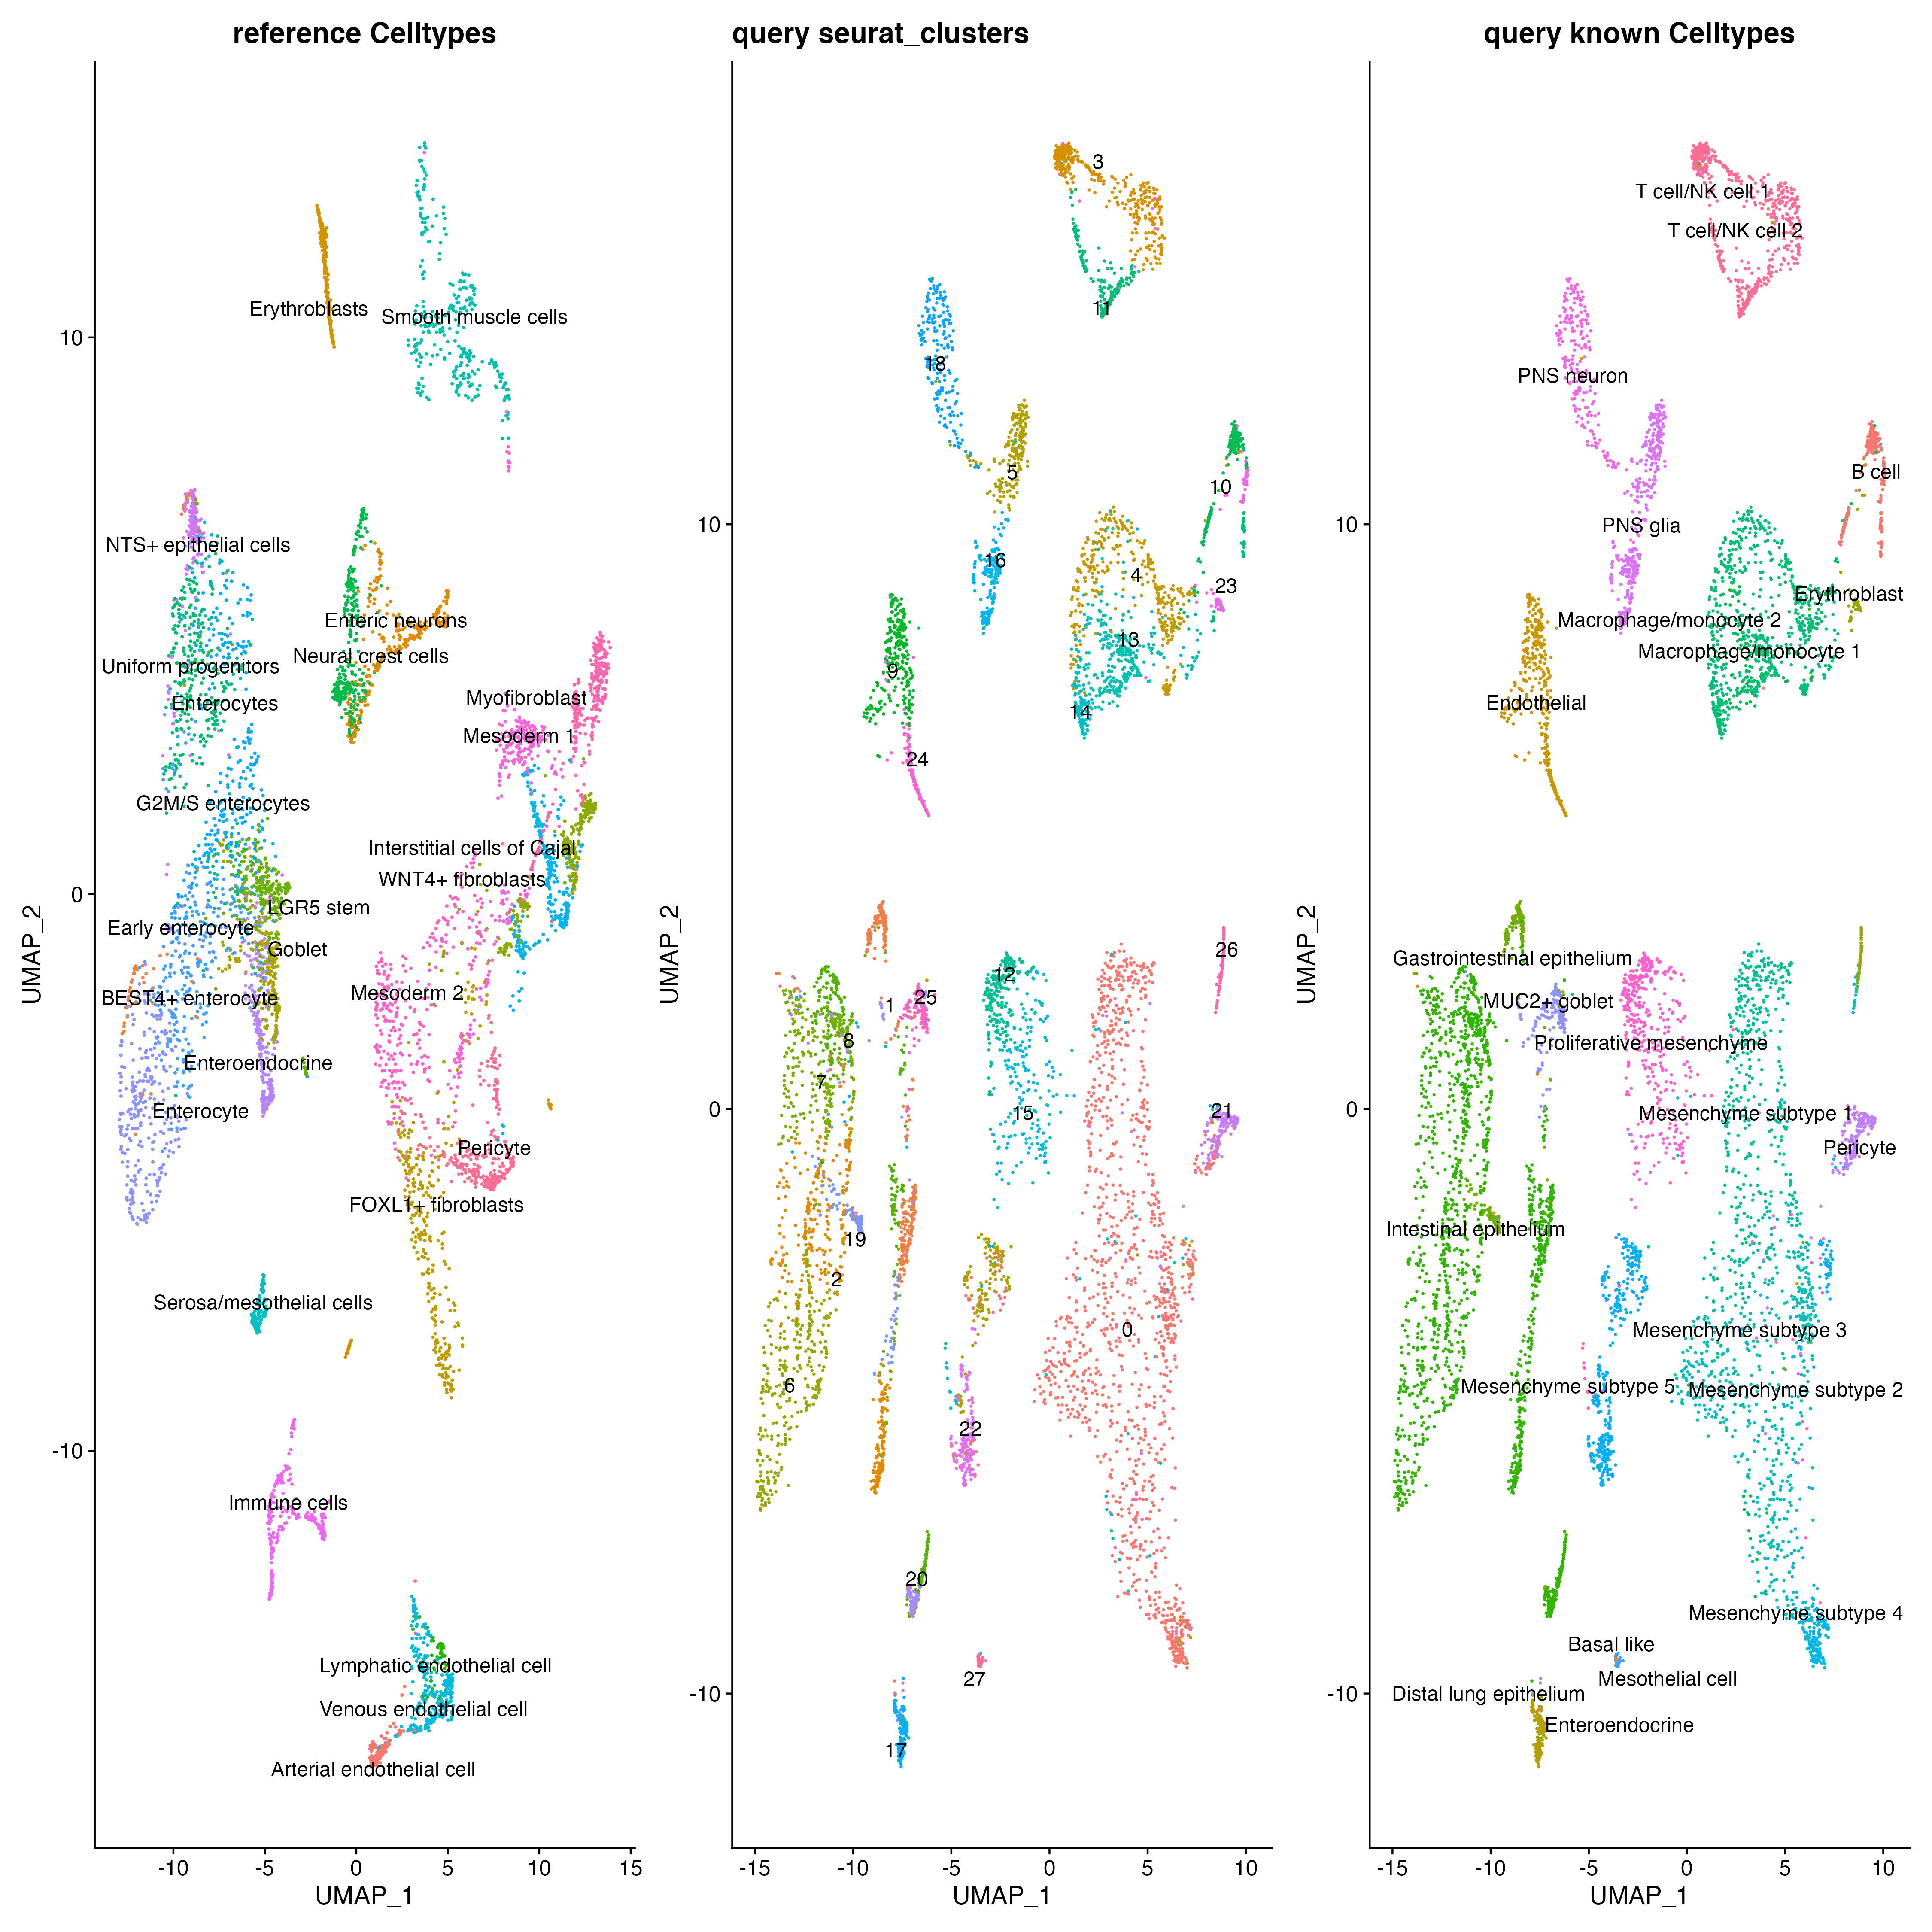 reference Celltypes
Erythroblasts
Smooth muscle cells
NTS+ epithelial cells
Enteric neurons
Neural crest cells
Uniform progenitors
Enterocytes
Myofibroblast
Mesoderm 1
G2M/S enterocytes
Interstitial cells of Cajal
WNT4+ fibroblasts
LGR5 stem
Early enterocyte
Goblet
BEST4+ enterocyte
Mesoderm 2
Enteroendocrine
Enterocyte
Pericyte
FOXL1+ fibroblasts
Serosa/mesothelial cells
Immune cells
Lymphatic endothelial cell
Venous endothelial cell
Arterial endothelial cell
10
0
-10
UMAP_2
-10 -5 0 5 10 15
UMAP_1
query seurat_clusters
3
11
18
5
10
16
4
23
13
9
14
24
26
12
25
1
8
7
15
21
19
2
0
6
22
20
27
17
10
0
-10
UMAP_2
-15 -10 -5 0 5 10
UMAP_1
query known Celltypes
T cell/NK cell 1
T cell/NK cell 2
PNS neuron
B cell
PNS glia
Erythroblast
Macrophage/monocyte 2
Macrophage/monocyte 1
Endothelial
Gastrointestinal epithelium
MUC2+ goblet
Proliferative mesenchyme
Mesenchyme subtype 1
Pericyte
Intestinal epithelium
Mesenchyme subtype 3
Mesenchyme subtype 5
Mesenchyme subtype 2
Mesenchyme subtype 4
Basal like
Mesothelial cell
Distal lung epithelium
Enteroendocrine
10
0
-10
UMAP_2
-15 -10 -5 0 5 10
UMAP_1